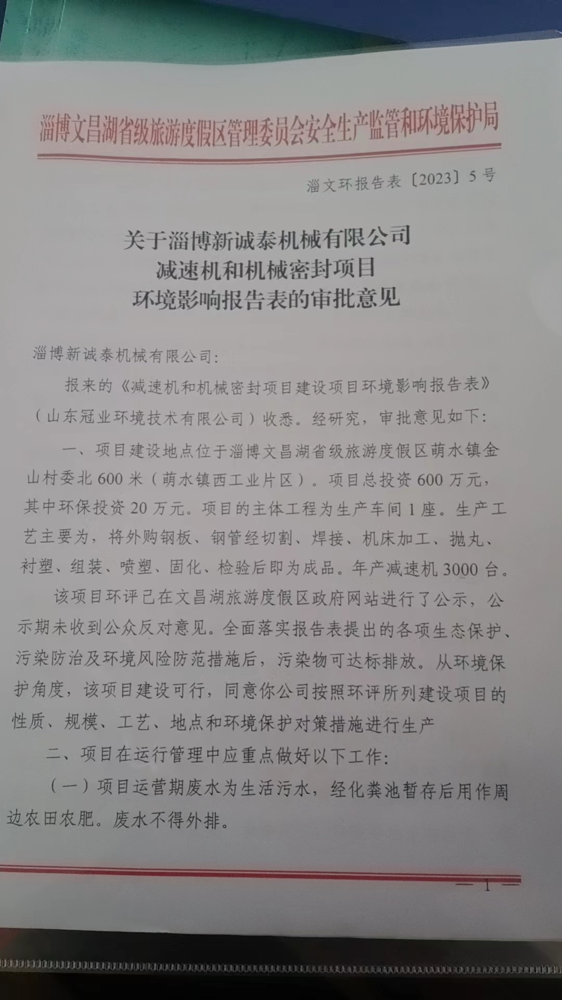 淄博文昌湖省级旅游度假区管理委员会安全生产监管和环境保护局
淄文环报告表〔2023〕5 号
关于淄博新诚泰机械有限公司
减速机和机械密封项目
环境影响报告表的审批意见
淄博新诚泰机械有限公司：
报来的《减速机和机械密封项目建设项目环境影响报告表》
（山东冠业环境技术有限公司）收悉。经研究，审批意见如下：
一、项目建设地点位于淄博文昌湖省级旅游度假区萌水镇金
山村委北 600 米（萌水镇西工业片区）。项目总投资 600 万元，
其中环保投资 20 万元。项目的主体工程为生产车间 1 座。生产工
艺主要为，将外购钢板、钢管经切割、焊接、机床加工、抛丸、
衬塑、组装、喷塑、固化、检验后即为成品。年产减速机 3000 台。
该项目环评已在文昌湖旅游度假区政府网站进行了公示，公
示期未收到公众反对意见。全面落实报告表提出的各项生态保护、
污染防治及环境风险防范措施后，污染物可达标排放。从环境保
护角度，该项目建设可行，同意你公司按照环评所列建设项目的
性质、规模、工艺、地点和环境保护对策措施进行生产
二、项目在运行管理中应重点做好以下工作：
（一）项目运营期废水为生活污水，经化粪池暂存后用作周
边农田农肥。废水不得外排。
— 1 —